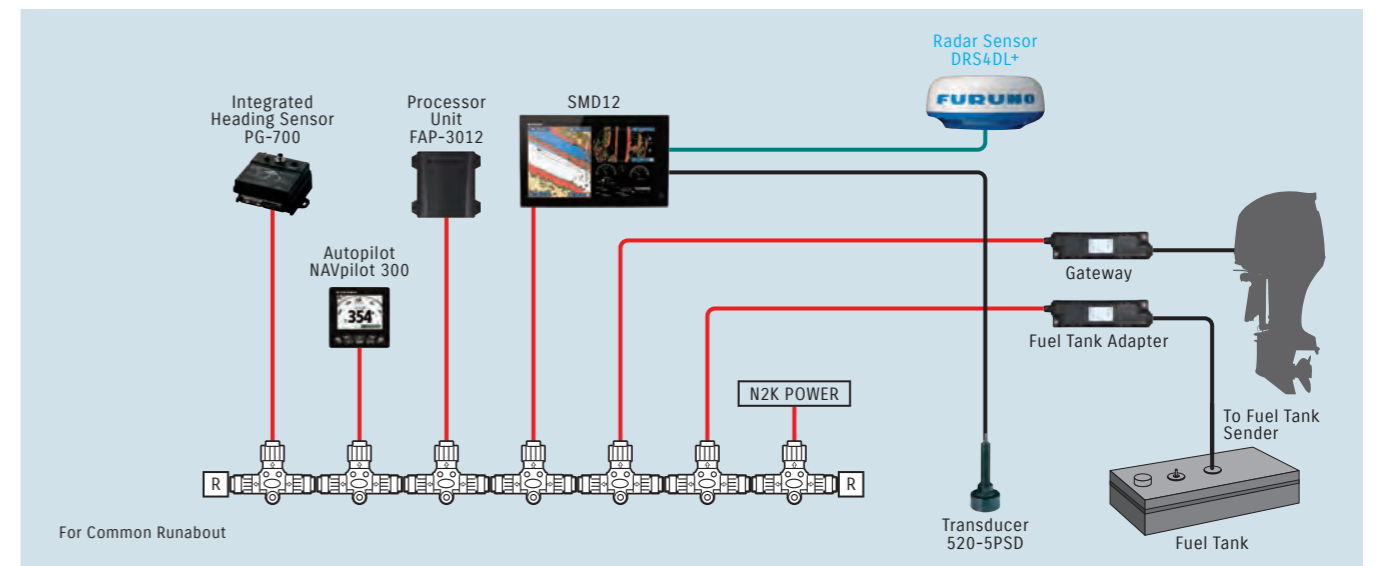 Radar Sensor
DRS4DL+
FURUNO
Integrated
Heading Sensor
PG-700
Processor
Unit
FAP-3012
SMD12
Autopilot
NAVpilot 300
354°
Gateway
Fuel Tank Adapter
N2K POWER
To Fuel Tank
Sender
R
R
For Common Runabout
Transducer
520-5PSD
Fuel Tank